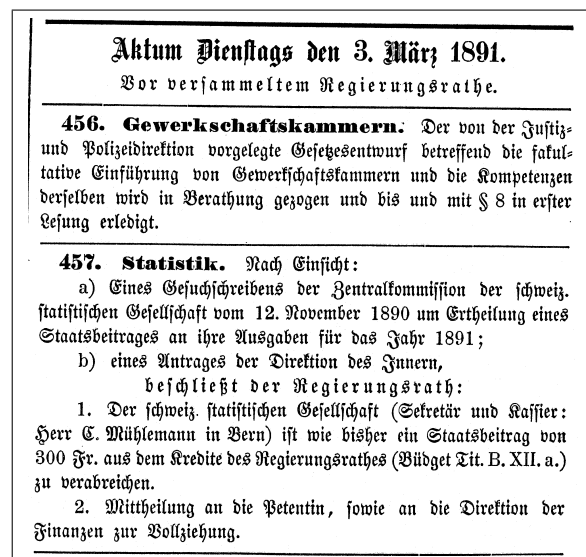 Aktum Dienstags den 3. März 1891.
Vor versammeltem Regierungsrathe.
456. Gewerkschaftskammern. Der von der Justiz-
und Polizeidirektion vorgelegte Gesetzesentwurf betreffend die fakul-
tative Einführung von Gewerkschaftskammern und die Kompetenzen
derselben wird in Berathung gezogen und bis und mit § 8 in erster
Lesung erledigt.
457. Statistik. Nach Einsicht:
a) Eines Gesuchschreibens der Zentralkommission der schweiz.
statistischen Gesellschaft vom 12. November 1890 um Ertheilung eines
Staatsbeitrages an ihre Ausgaben für das Jahr 1891;
b) eines Antrages der Direktion des Innern,
beschließt der Regierungsrath:
1. Der schweiz. statistischen Gesellschaft (Sekretär und Kassier:
Herr C. Mühlemann in Bern) ist wie bisher ein Staatsbeitrag von
300 Fr. aus dem Kredite des Regierungsrathes (Büdget Tit. B. XII. a.)
zu verabreichen.
2. Mittheilung an die Petentin, sowie an die Direktion der
Finanzen zur Vollziehung.